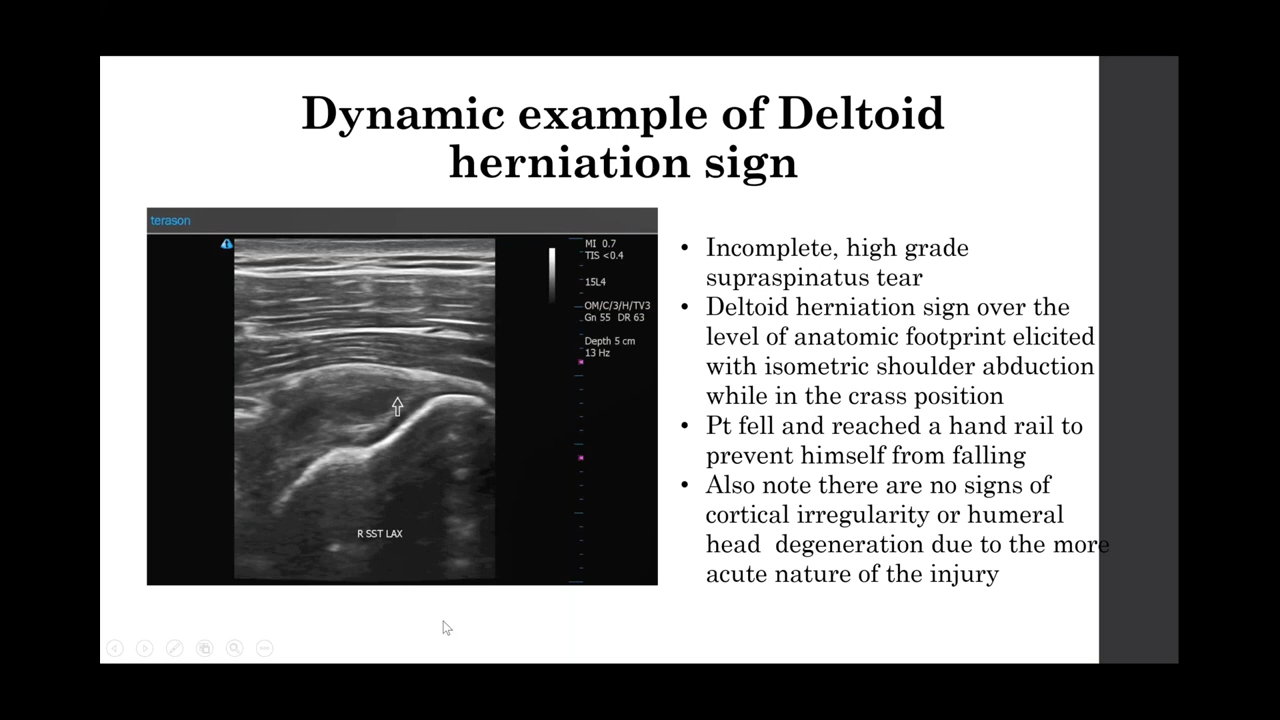 Dynamic example of Deltoid
herniation sign
terason
MI 0.7
TIS <0.4
15L4
OM/C/3/H/TV3
Gn 55 DR 63
Depth 5 cm
13 Hz
R SST LAX
• Incomplete, high grade
supraspinatus tear
• Deltoid herniation sign over the
level of anatomic footprint elicited
with isometric shoulder abduction
while in the crass position
• Pt fell and reached a hand rail to
prevent himself from falling
• Also note there are no signs of
cortical irregularity or humeral
head degeneration due to the more
acute nature of the injury